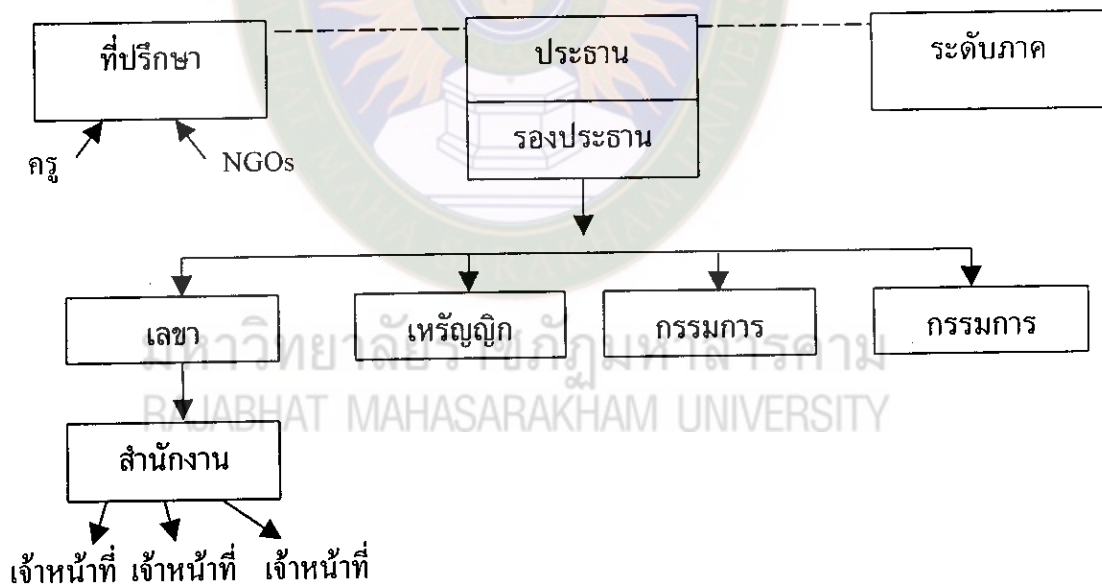 ที่ปรึกษา
ประธาน
ระดับภาค
รองประธาน
ครู
NGOs
เลขา
เหรัญญิก
กรรมการ
กรรมการ
มหาวิทยาลัยราชภัฏมหาสารคาม
RAJABHAT MAHASARAKHAM UNIVERSITY
สำนักงาน
เจ้าหน้าที่ เจ้าหน้าที่ เจ้าหน้าที่